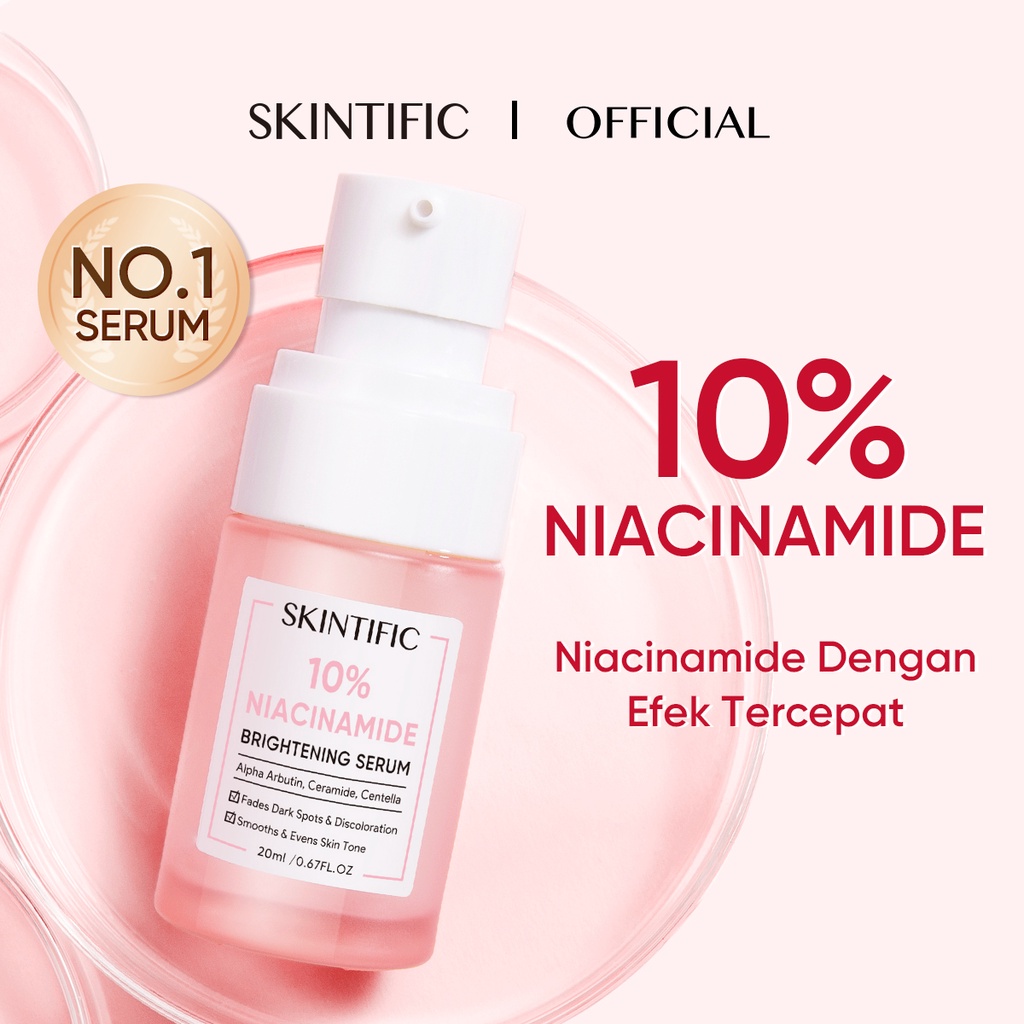 SKINTIFIC | OFFICIAL
NO.1
SERUM
10%
NIACINAMIDE
Niacinamide Dengan
Efek Tercepat
SKINTIFIC
10%
NIACINAMIDE
BRIGHTENING SERUM
Alpha Arbutin, Ceramide, Centella
☑Fades Dark Spots & Discoloration
☑Smooths & Evens Skin Tone
20ml /0.67FL.OZ